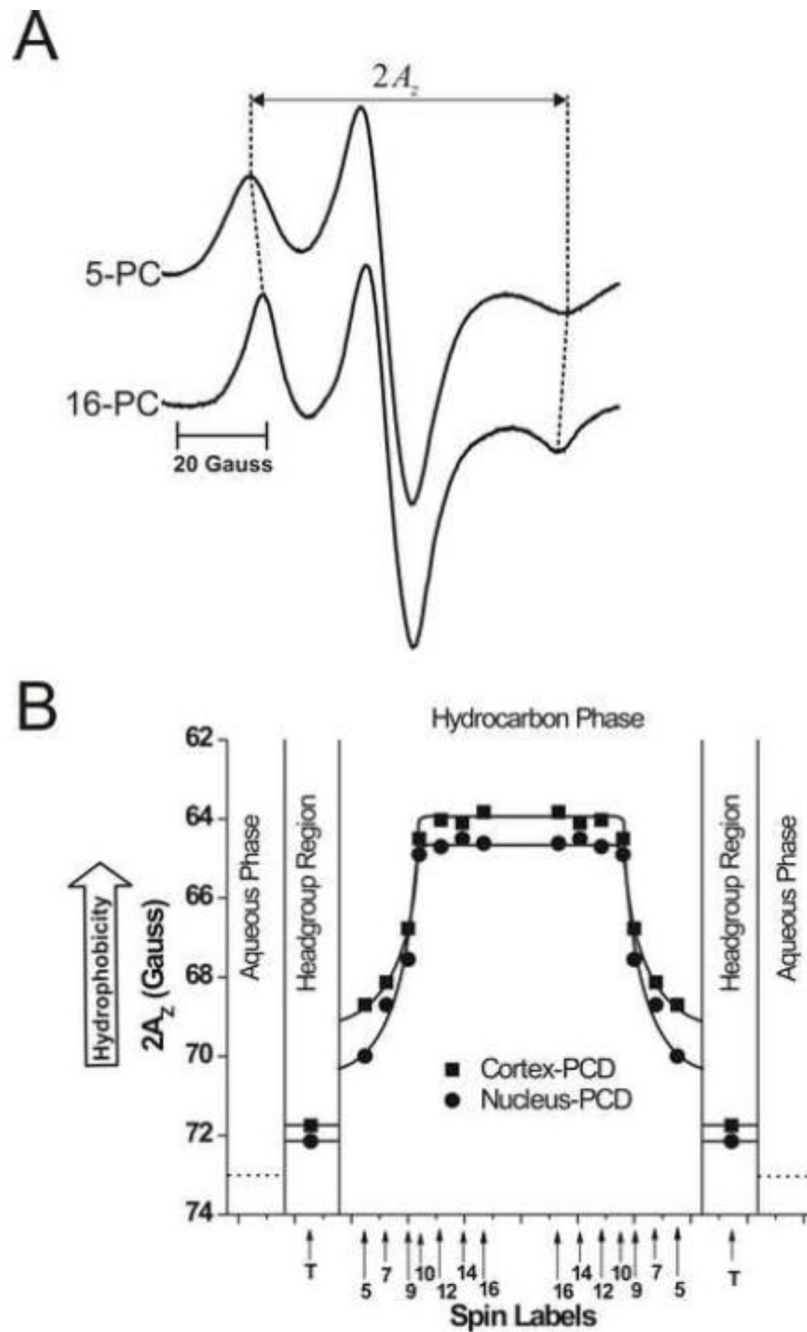 A
2A_z
5-PC
16-PC
20 Gauss
B
Hydrocarbon Phase
62
64
66
68
70
72
74
Hydrophobicity
2A_Z (Gauss)
Aqueous Phase
Headgroup Region
Headgroup Region
Aqueous Phase
Cortex-PCD
Nucleus-PCD
T 5 7 9 10 12 14 16 16 14 12 10 9 7 5 T
Spin Labels